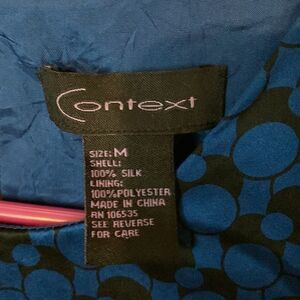 Context
SIZE: M
SHELL:
100% SILK
LINING:
100%POLYESTER
MADE IN CHINA
RN 106535
SEE REVERSE
FOR CARE